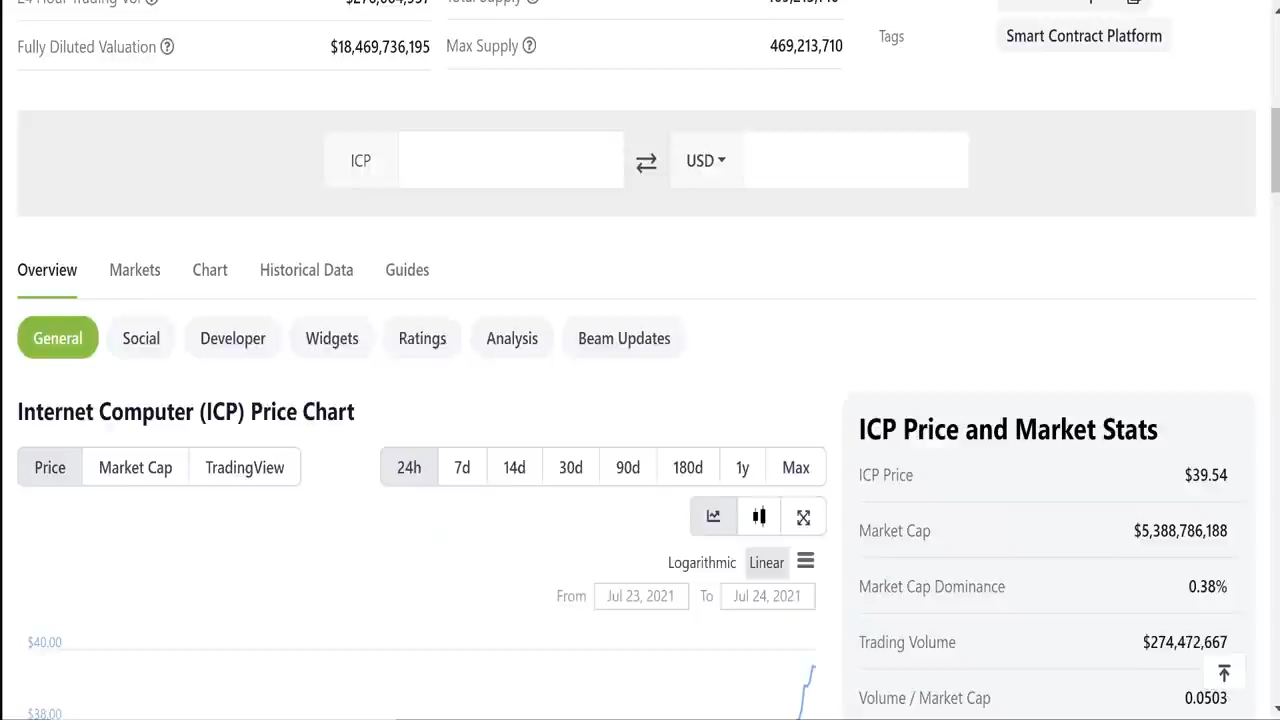 Fully Diluted Valuation $18,469,736,195 Max Supply 469,213,710 Tags Smart Contract Platform
ICP USD
Overview Markets Chart Historical Data Guides
General Social Developer Widgets Ratings Analysis Beam Updates
Internet Computer (ICP) Price Chart
Price Market Cap TradingView 24h 7d 14d 30d 90d 180d 1y Max
Logarithmic Linear
From Jul 23, 2021 To Jul 24, 2021
$40.00
$38.00
ICP Price and Market Stats
ICP Price $39.54
Market Cap $5,388,786,188
Market Cap Dominance 0.38%
Trading Volume $274,472,667
Volume / Market Cap 0.0503